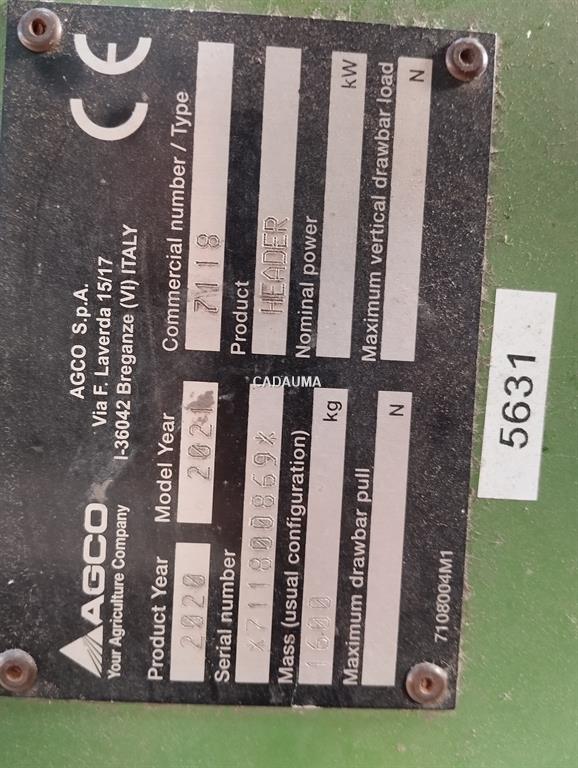 AGCO
Your Agriculture Company
AGCO S.p.A.
Via F. Laverda 15/17
I-36042 Breganze (VI) ITALY
CE
Product Year
2020
Model Year
2021
Commercial number / Type
7118
Serial number
*711800869*
Product
HEADER
Mass (usual configuration)
1600 kg
Nominal power
kW
Maximum drawbar pull
N
Maximum vertical drawbar load
N
7108004M1
5631
CADAUMA